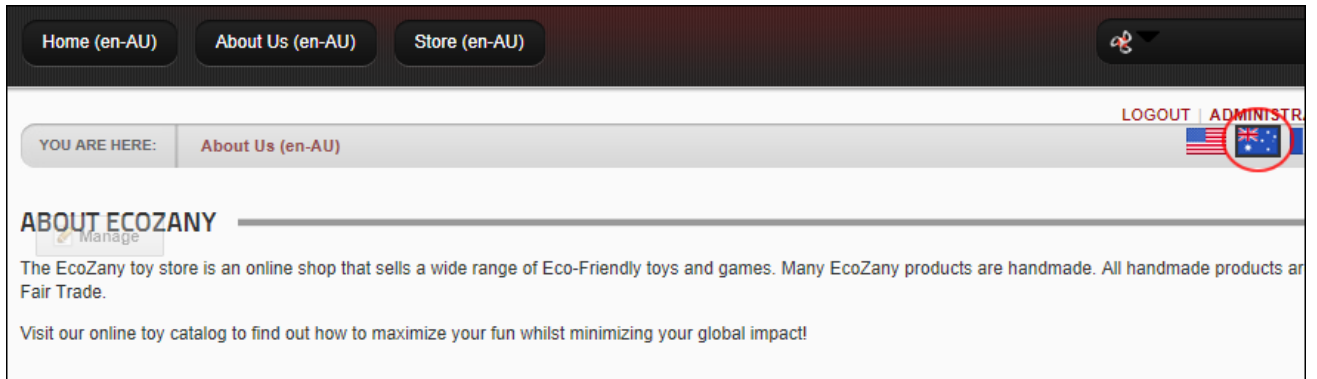 Home (en-AU) About Us (en-AU) Store (en-AU)
LOGOUT | ADMINISTRA
YOU ARE HERE: About Us (en-AU)
ABOUT ECOZANY
Manage
The EcoZany toy store is an online shop that sells a wide range of Eco-Friendly toys and games. Many EcoZany products are handmade. All handmade products ar
Fair Trade.
Visit our online toy catalog to find out how to maximize your fun whilst minimizing your global impact!